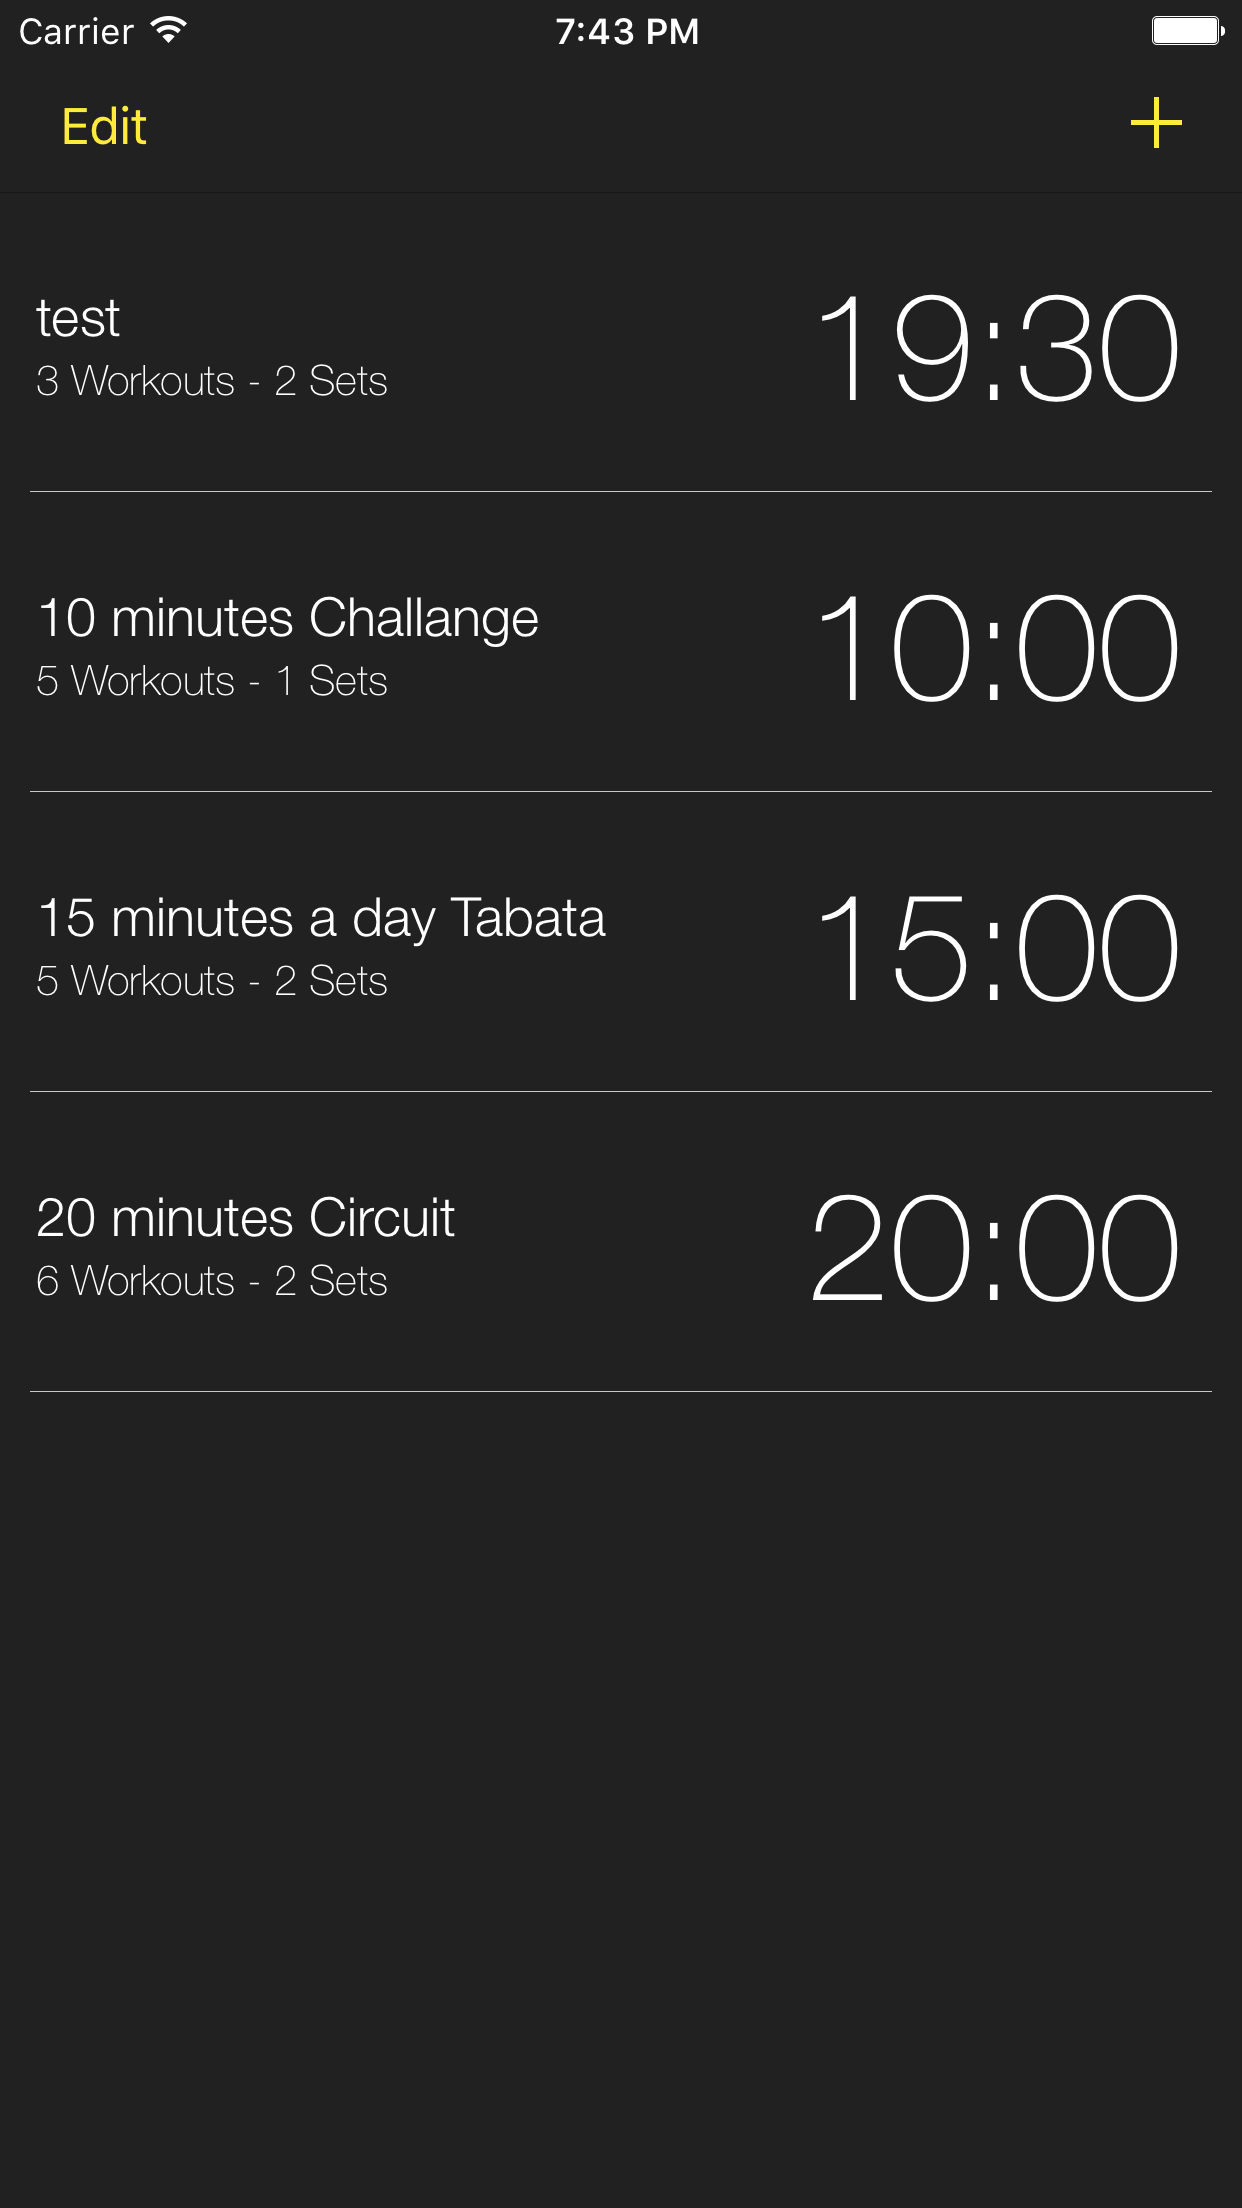 Carrier 7:43 PM
Edit +
test 19:30
3 Workouts - 2 Sets
10 minutes Challange 10:00
5 Workouts - 1 Sets
15 minutes a day Tabata 15:00
5 Workouts - 2 Sets
20 minutes Circuit 20:00
6 Workouts - 2 Sets